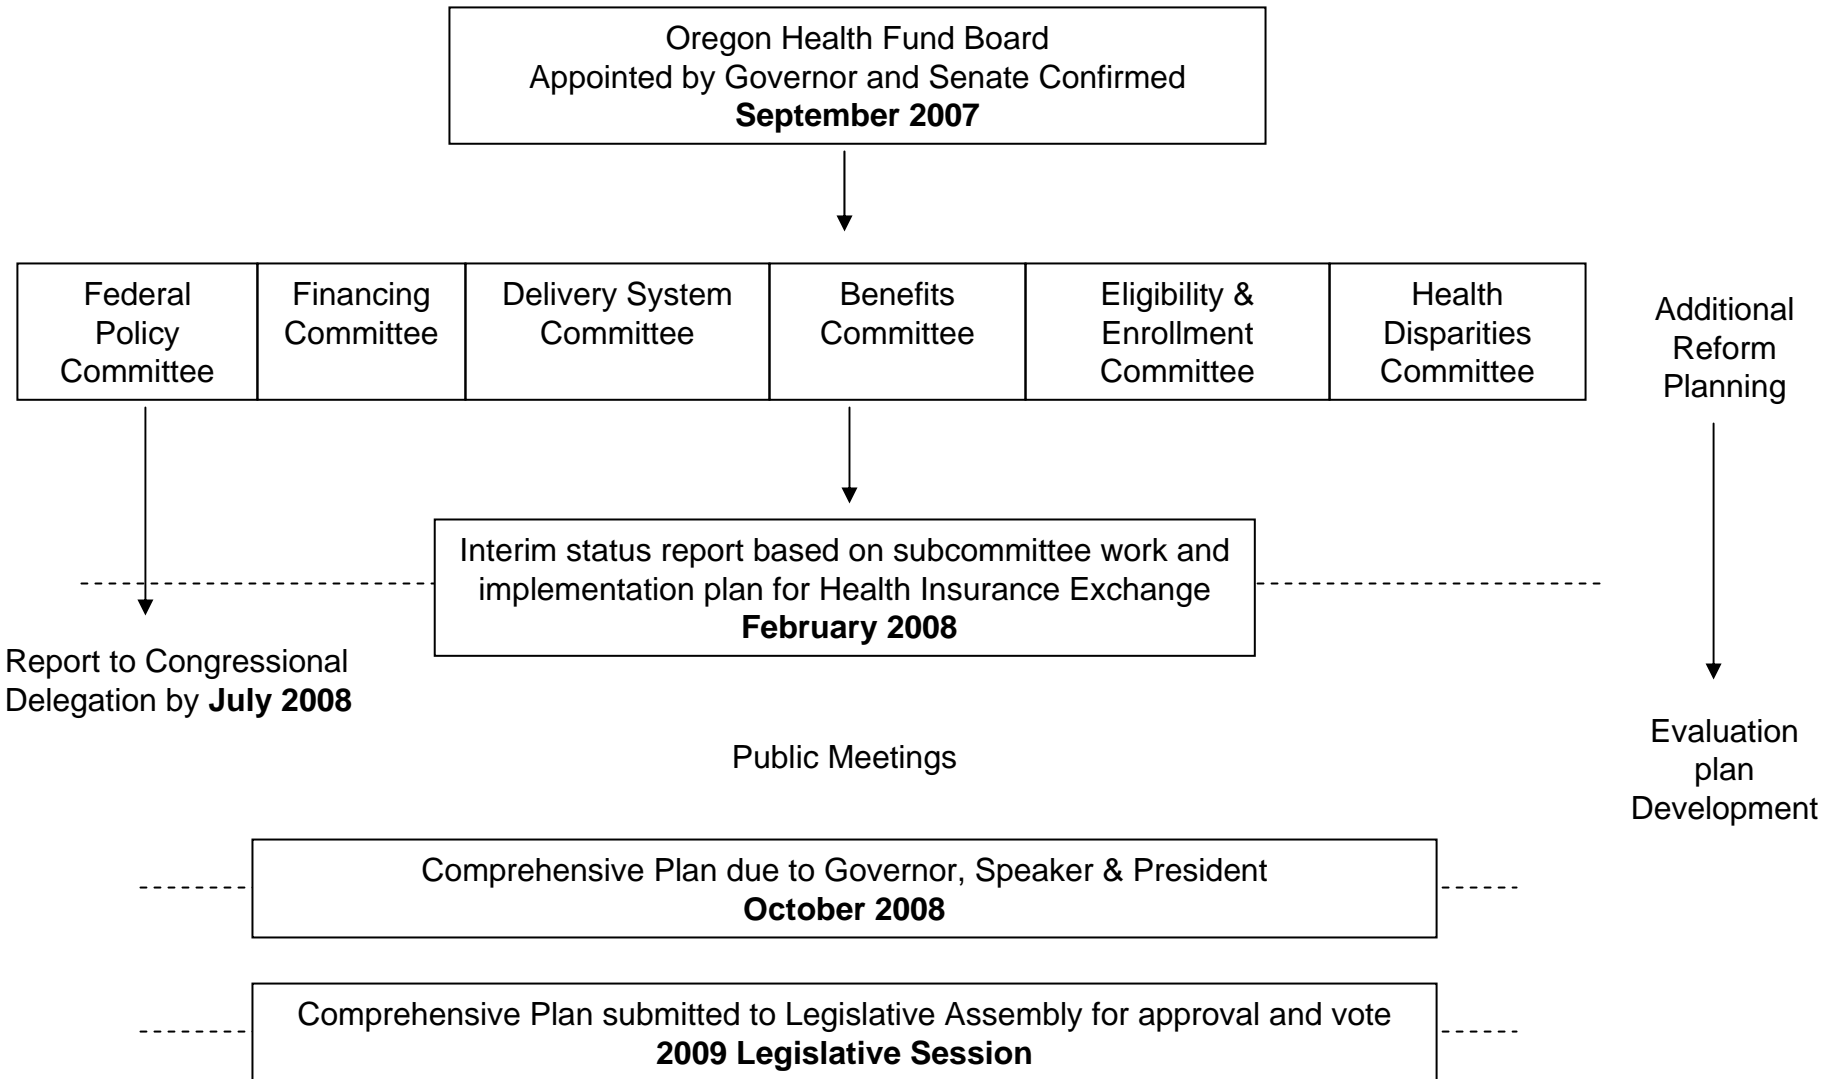 Oregon Health Fund Board
Appointed by Governor and Senate Confirmed
September 2007
Federal
Policy
Committee
Financing
Committee
Delivery System
Committee
Benefits
Committee
Eligibility &
Enrollment
Committee
Health
Disparities
Committee
Additional
Reform
Planning
Interim status report based on subcommittee work and
implementation plan for Health Insurance Exchange
February 2008
Report to Congressional
Delegation by July 2008
Public Meetings
Evaluation
plan
Development
Comprehensive Plan due to Governor, Speaker & President
October 2008
Comprehensive Plan submitted to Legislative Assembly for approval and vote
2009 Legislative Session